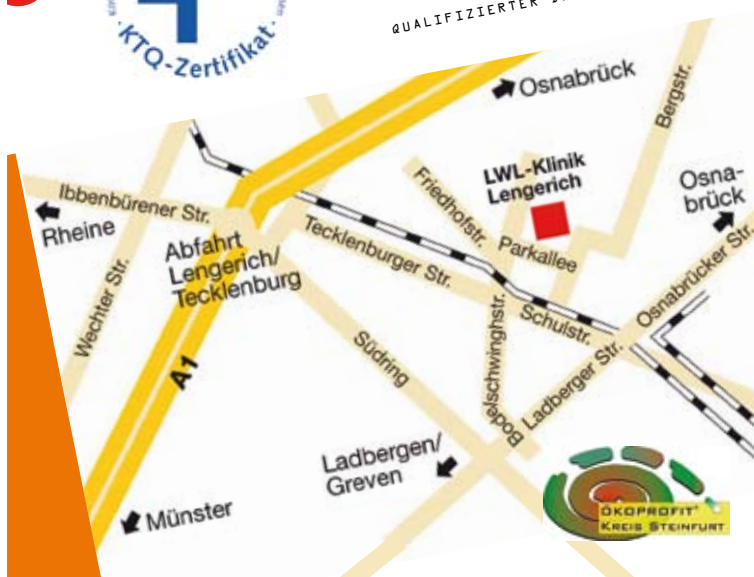 ·KTQ-Zertifikat·
QUALIFIZIERTER
Osnabrück
Bergstr.
LWL-Klinik
Lengerich
Friedhofstr.
Osna-
brück
Ibbenbürener Str.
Rheine
Abfahrt
Lengerich/
Tecklenburg
Tecklenburger Str.
Parkallee
Wechter Str.
Schulstr.
Osnabrücker Str.
Bodelschwinghstr.
Ladberger Str.
Südring
A1
Ladbergen/
Greven
Münster
ÖKOPROFIT
KREIS STEINFURT